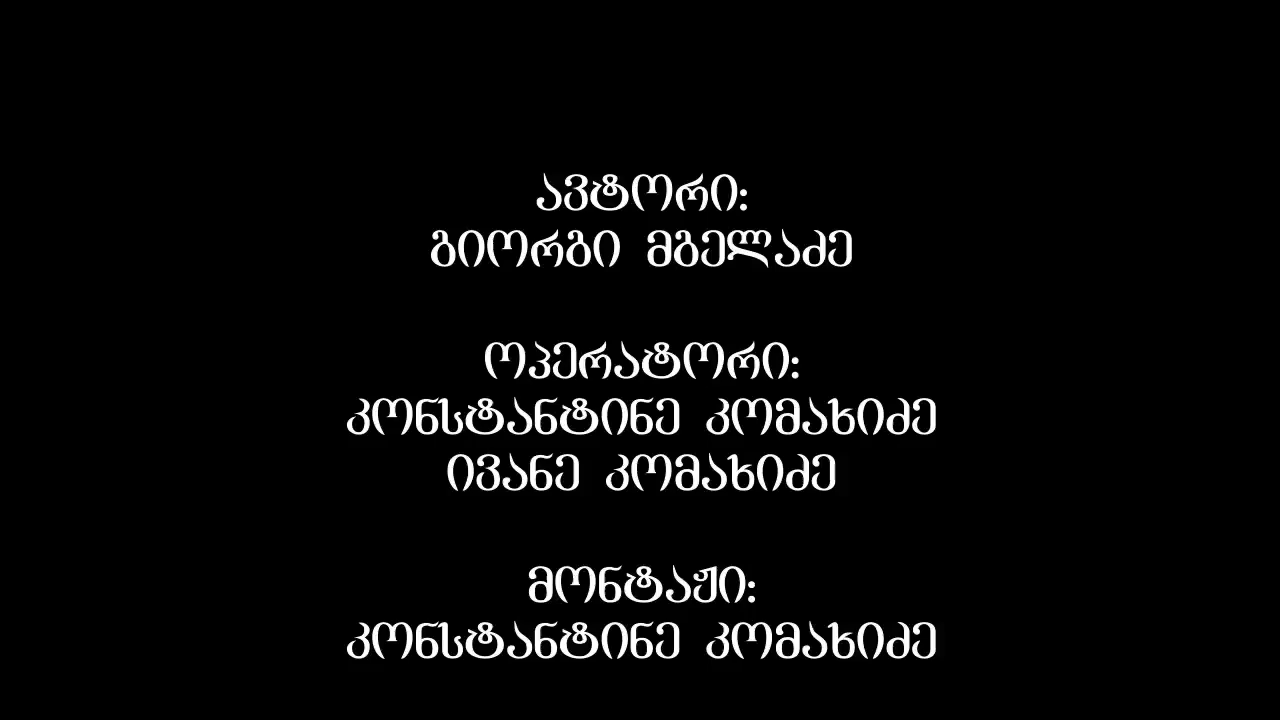 ავტორი:
გიორგი მგელაძე
ოპერატორი:
კონსტანტინე კომახიძე
ივანე კომახიძე
მონტაჟი:
კონსტანტინე კომახიძე